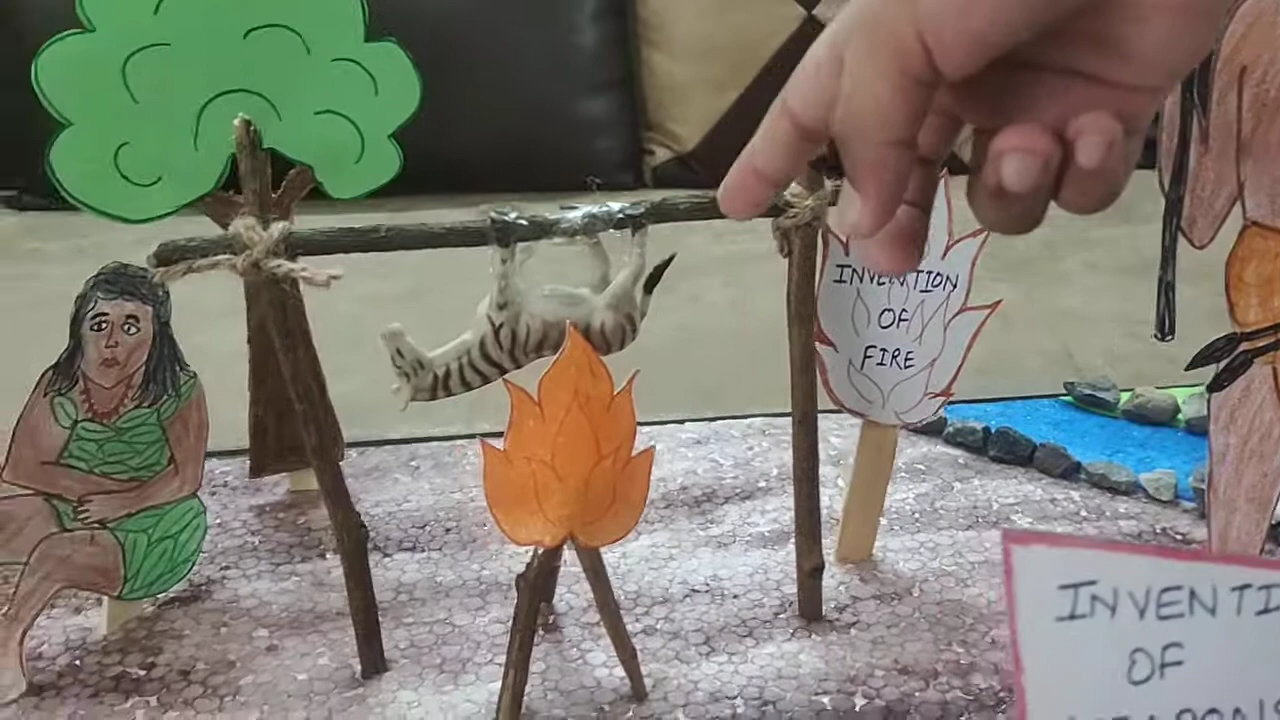 INVENTION
OF
FIRE
INVENTI
OF